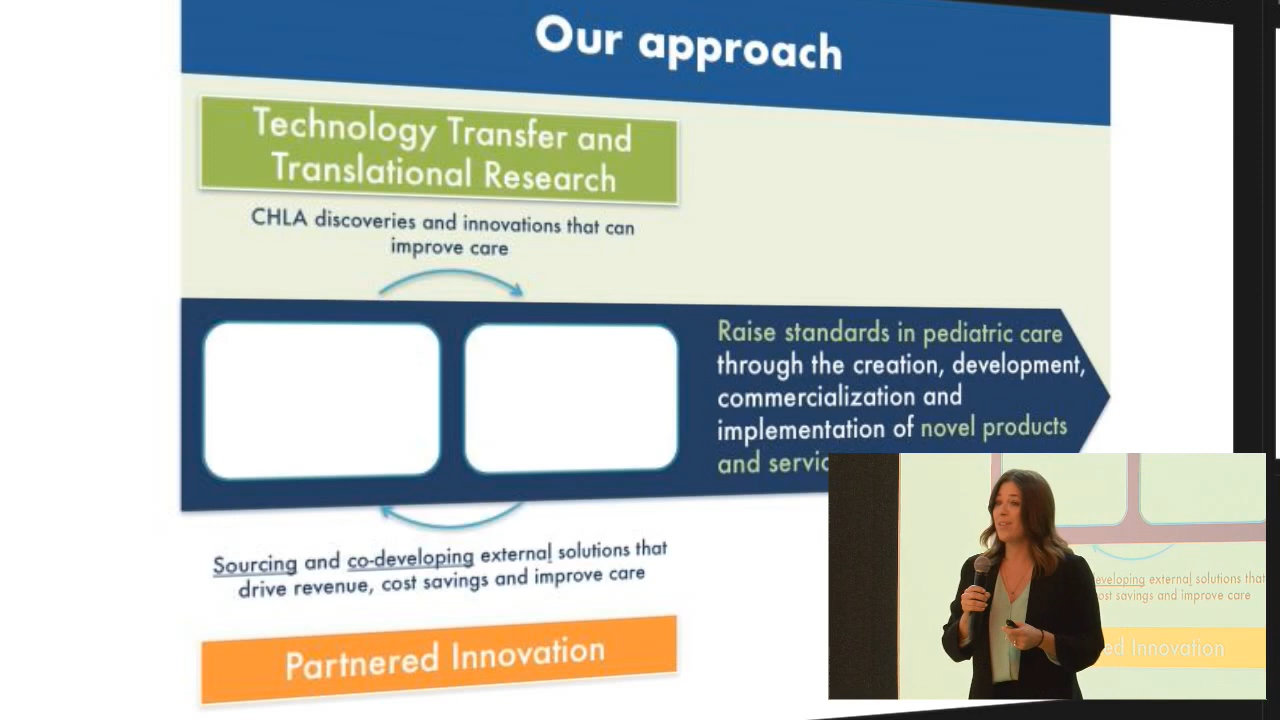 Our approach
Technology Transfer and
Translational Research
CHLA discoveries and innovations that can
improve care
Raise standards in pediatric care
through the creation, development,
commercialization and
implementation of novel products
and servic
Sourcing and co-developing external solutions that
drive revenue, cost savings and improve care
Partnered Innovation
eveloping external solutions that
ost savings and improve care
ed Innovation